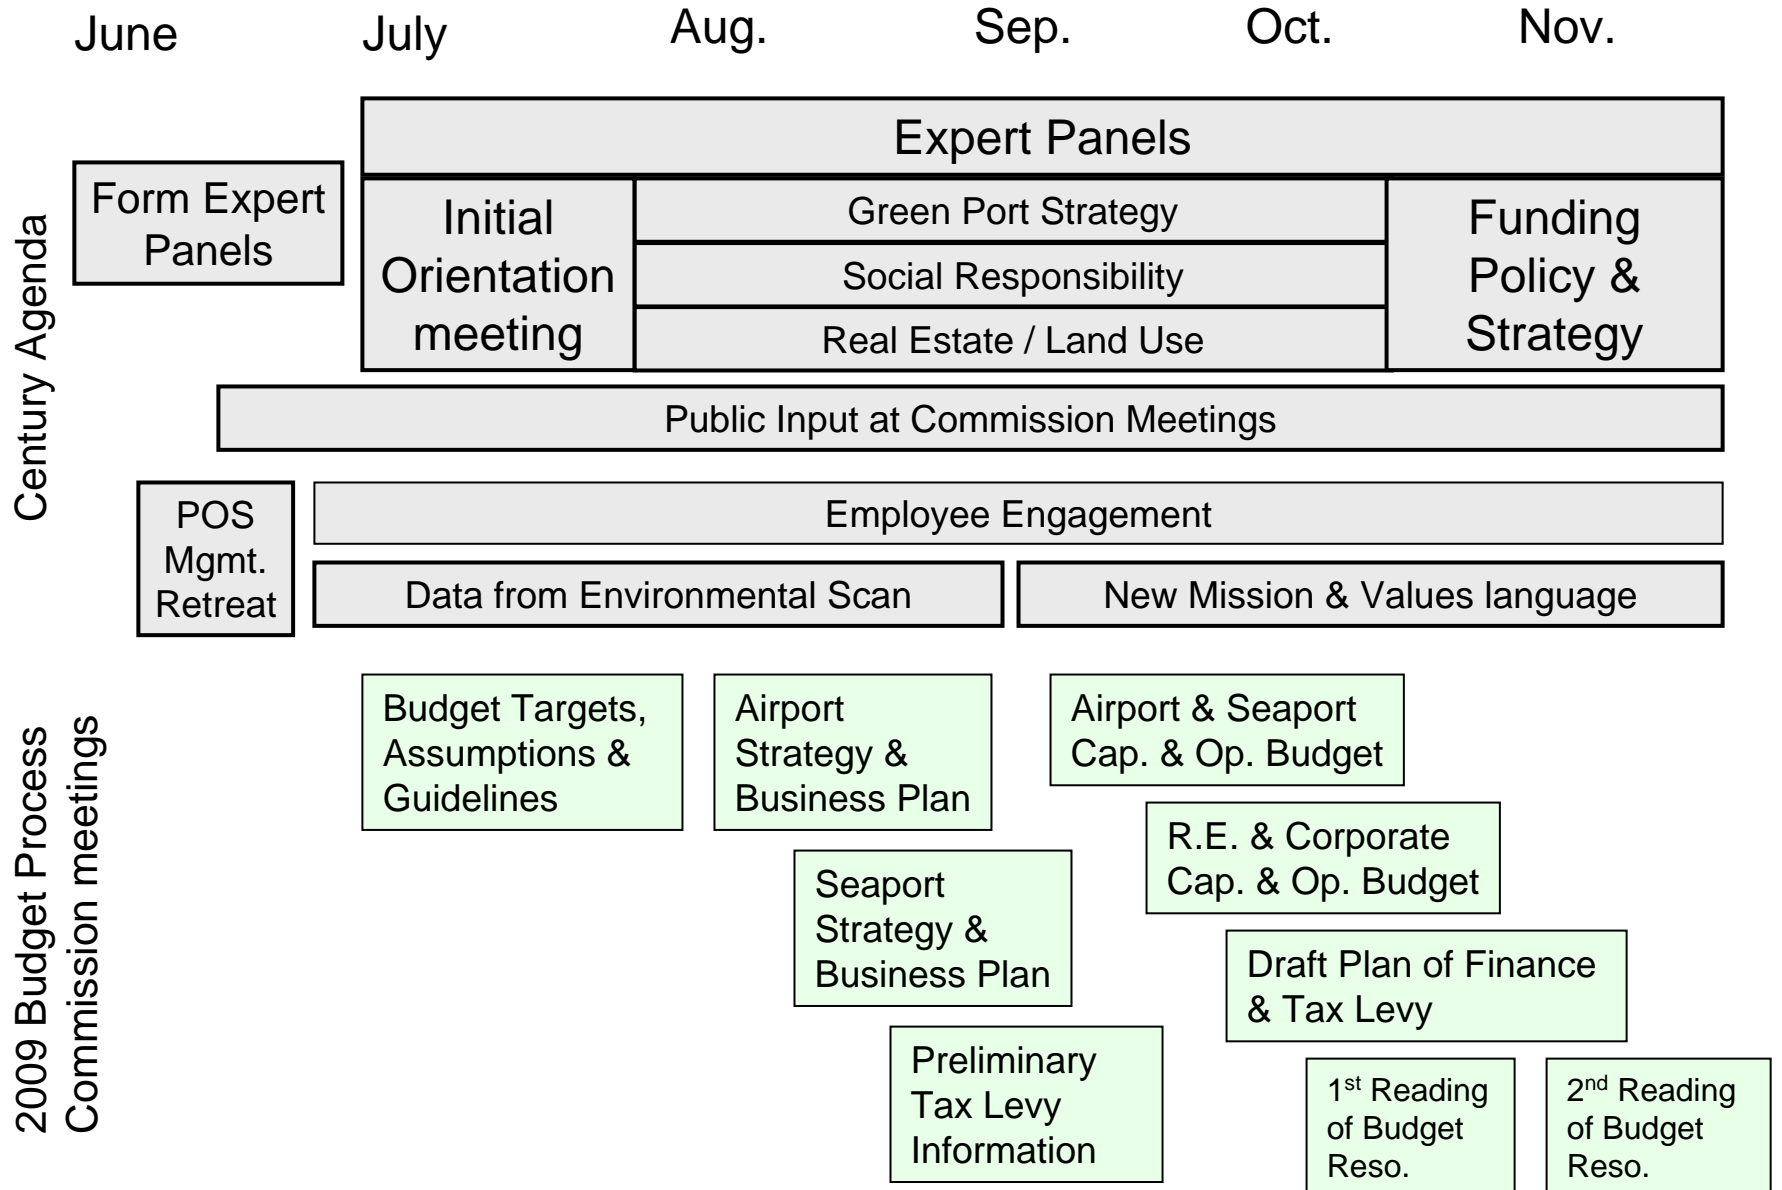 June July Aug. Sep. Oct. Nov.
Century Agenda
Expert Panels
Form Expert
Panels
Initial
Orientation
meeting
Green Port Strategy
Social Responsibility
Real Estate / Land Use
Funding
Policy &
Strategy
Public Input at Commission Meetings
POS
Mgmt.
Retreat
Employee Engagement
Data from Environmental Scan
New Mission & Values language
2009 Budget Process
Commission meetings
Budget Targets,
Assumptions &
Guidelines
Airport
Strategy &
Business Plan
Seaport
Strategy &
Business Plan
Preliminary
Tax Levy
Information
Airport & Seaport
Cap. & Op. Budget
R.E. & Corporate
Cap. & Op. Budget
Draft Plan of Finance
& Tax Levy
1st Reading
of Budget
Reso.
2nd Reading
of Budget
Reso.